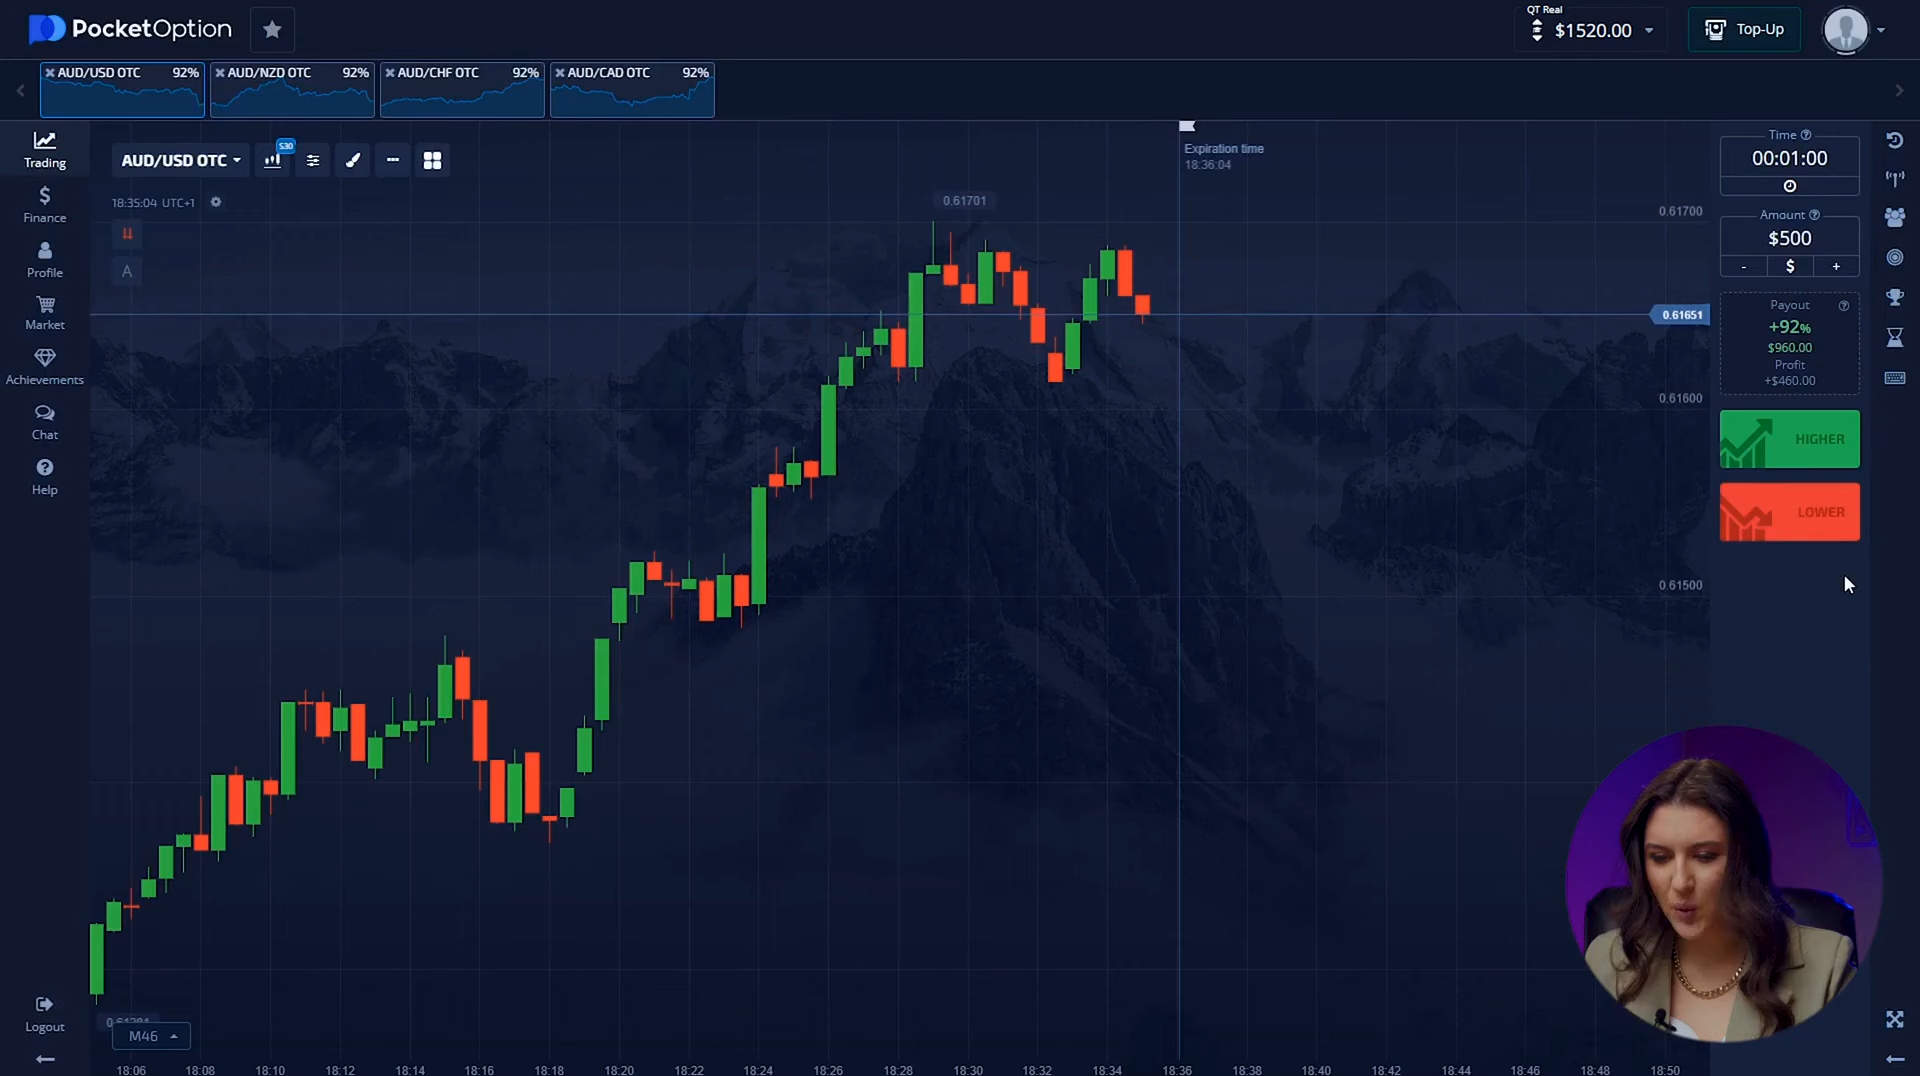 PocketOption
QT Real
$1520.00
Top-Up
AUD/USD OTC 92%
AUD/NZD OTC 92%
AUD/CHF OTC 92%
AUD/CAD OTC 92%
Trading
Finance
Profile
Market
Achievements
Chat
Help
Logout
AUD/USD OTC
S30
18:35:04 UTC+1
A
Expiration time
18:36:04
0.61701
0.61700
0.61651
0.61600
0.61500
Time
00:01:00
Amount
$500
- $ +
Payout
+92%
$960.00
Profit
+$460.00
HIGHER
LOWER
M46
18:06 18:08 18:10 18:12 18:14 18:16 18:18 18:20 18:22 18:24 18:26 18:28 18:30 18:32 18:34 18:36 18:38 18:40 18:42 18:44 18:46 18:48 18:50